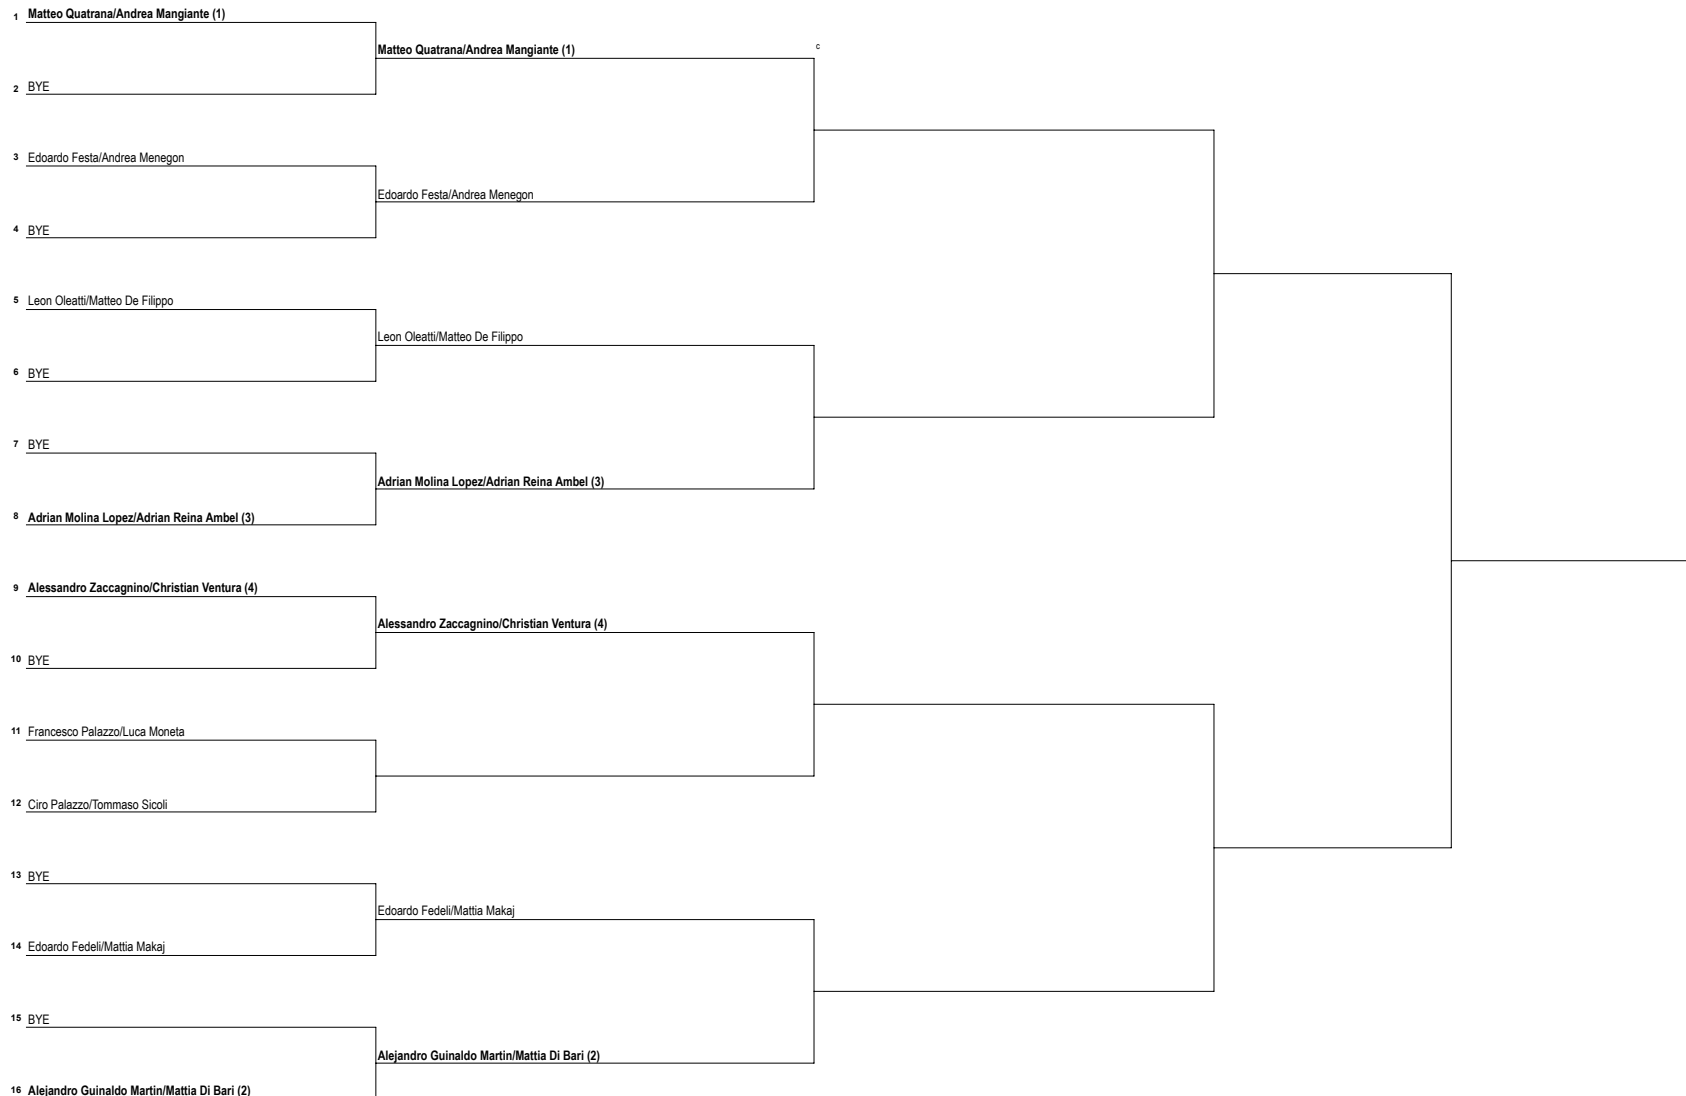 1 Matteo Quatrana/Andrea Mangiante (1)
Matteo Quatrana/Andrea Mangiante (1)
c
2 BYE
3 Edoardo Festa/Andrea Menegon
Edoardo Festa/Andrea Menegon
4 BYE
5 Leon Oleatti/Matteo De Filippo
Leon Oleatti/Matteo De Filippo
6 BYE
7 BYE
Adrian Molina Lopez/Adrian Reina Ambel (3)
8 Adrian Molina Lopez/Adrian Reina Ambel (3)
9 Alessandro Zaccagnino/Christian Ventura (4)
Alessandro Zaccagnino/Christian Ventura (4)
10 BYE
11 Francesco Palazzo/Luca Moneta
12 Ciro Palazzo/Tommaso Sicoli
13 BYE
Edoardo Fedeli/Mattia Makaj
14 Edoardo Fedeli/Mattia Makaj
15 BYE
Alejandro Guinaldo Martin/Mattia Di Bari (2)
16 Alejandro Guinaldo Martin/Mattia Di Bari (2)